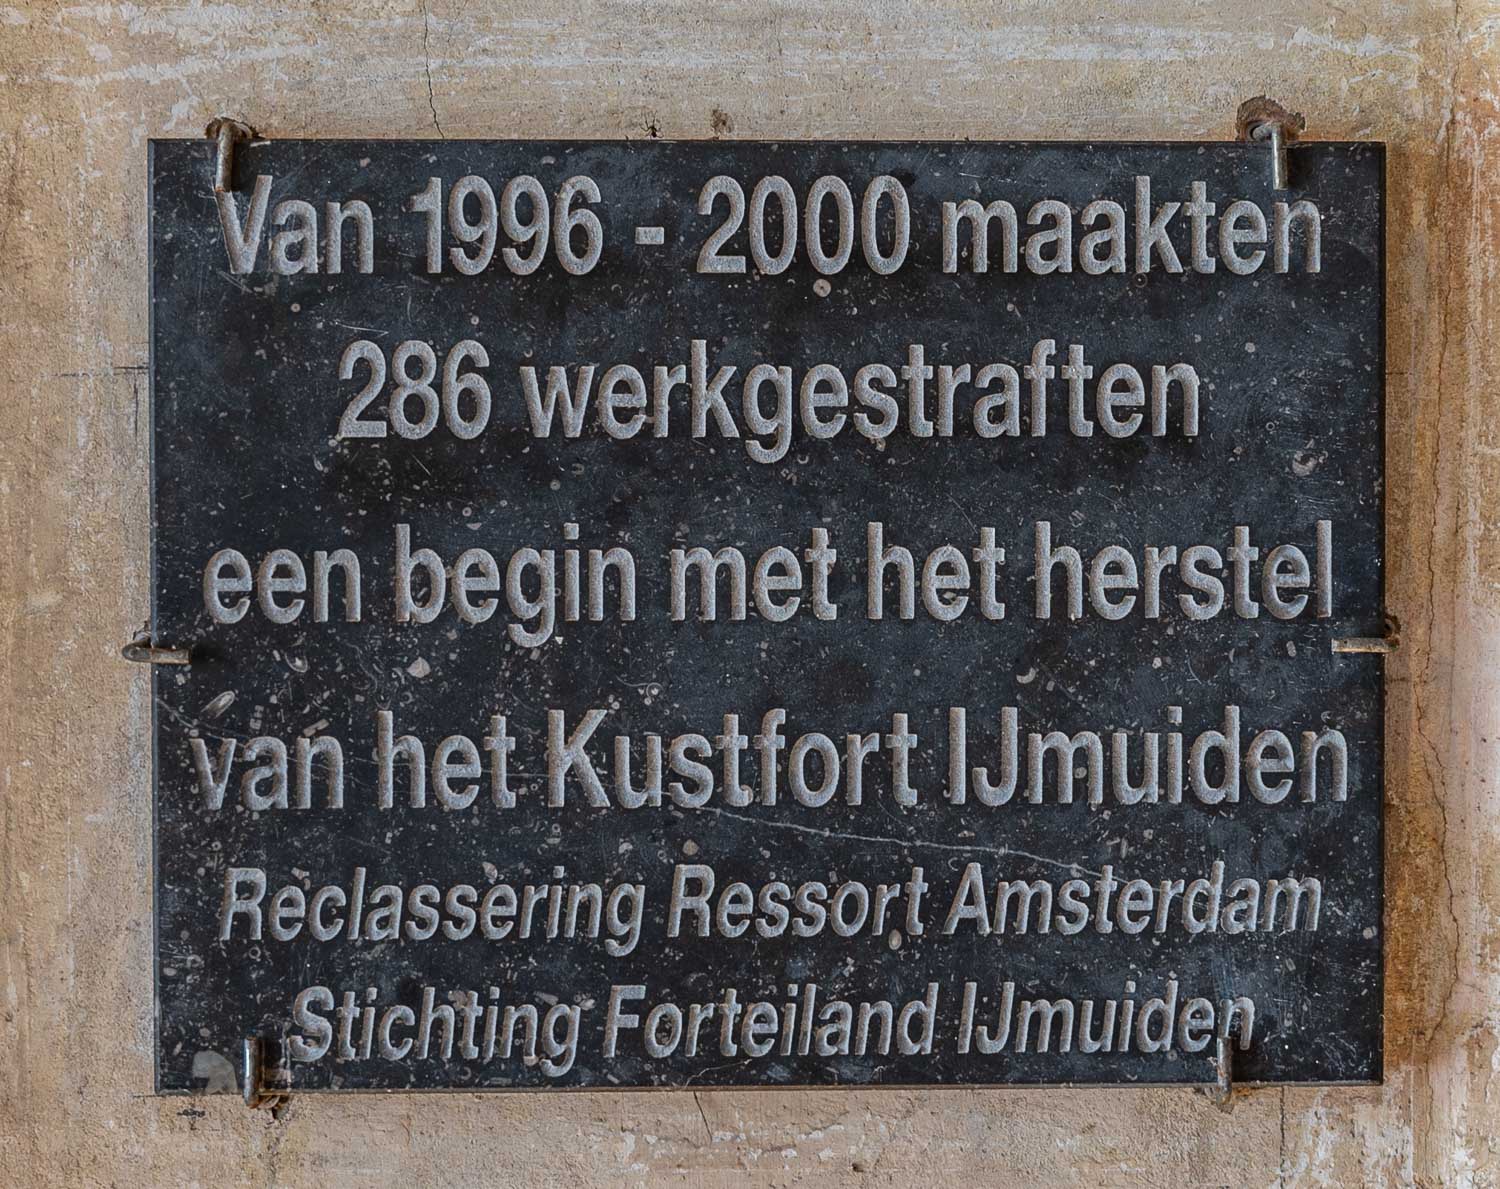 Van 1996 - 2000 maakten
286 werkgestraften
een begin met het herstel
van het Kustfort IJmuiden
Reclassering Ressort Amsterdam
Stichting Forteiland IJmuiden